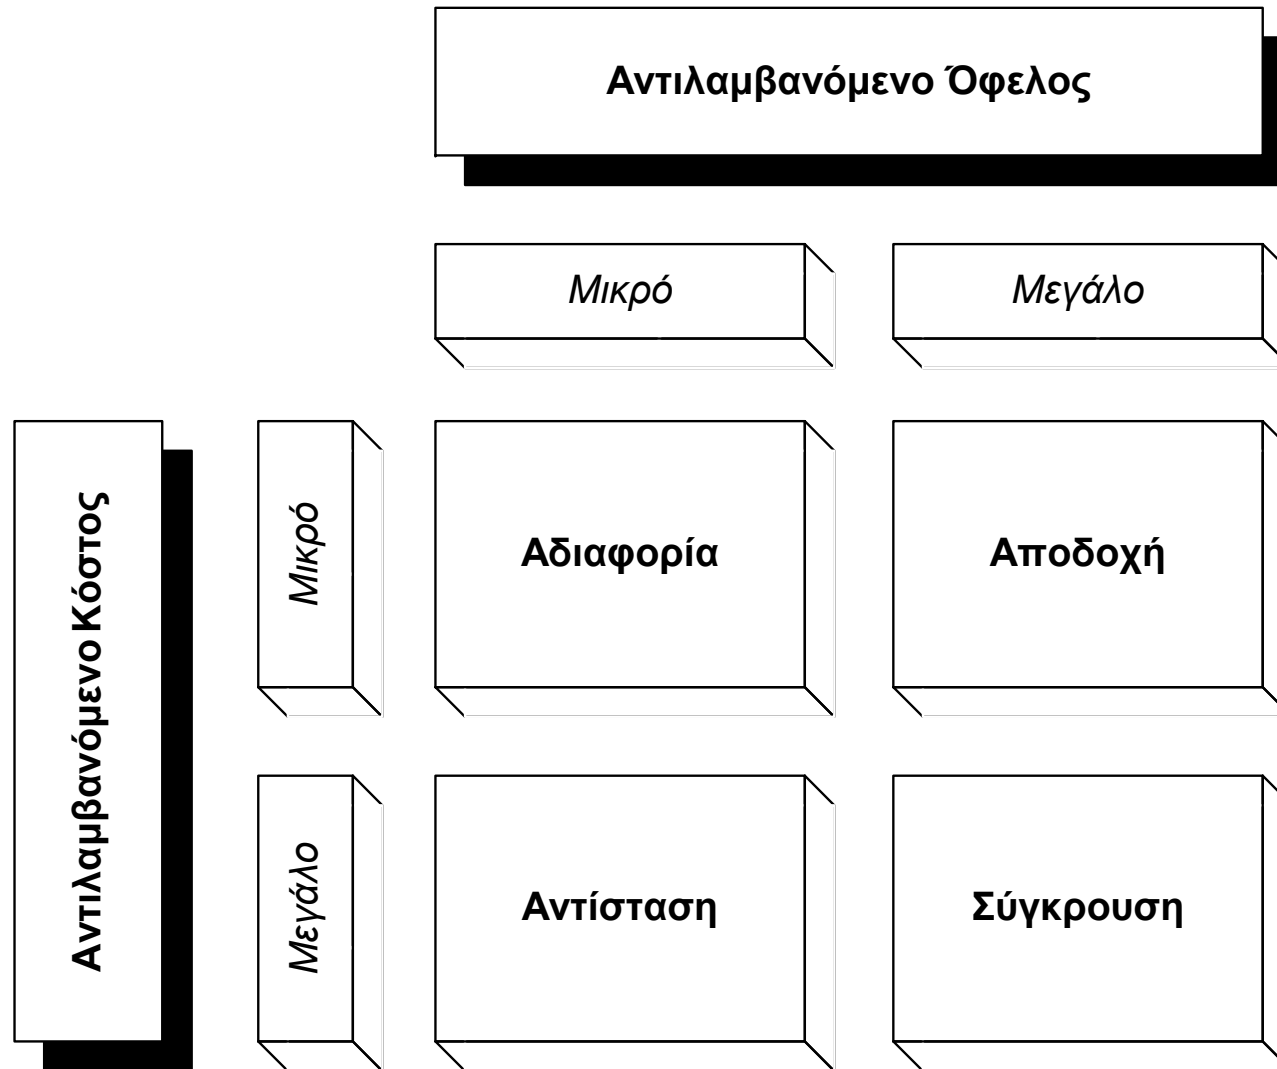 Αντιλαμβανόμενο Όφελος
Μικρό
Μεγάλο
Αντιλαμβανόμενο Κόστος
Μικρό
Αδιαφορία
Αποδοχή
Μεγάλο
Αντίσταση
Σύγκρουση